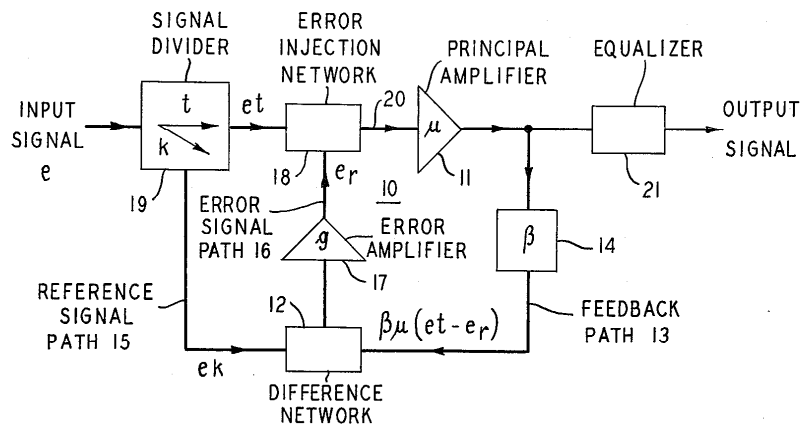 SIGNAL
DIVIDER
ERROR
INJECTION
NETWORK
PRINCIPAL
AMPLIFIER
EQUALIZER
INPUT
SIGNAL
e
t
k
et
20
μ
OUTPUT
SIGNAL
19
18
er
10
11
21
ERROR
SIGNAL
PATH 16
g
ERROR
AMPLIFIER
17
β
14
REFERENCE
SIGNAL
PATH 15
12
βμ(et-er)
FEEDBACK
PATH 13
ek
DIFFERENCE
NETWORK